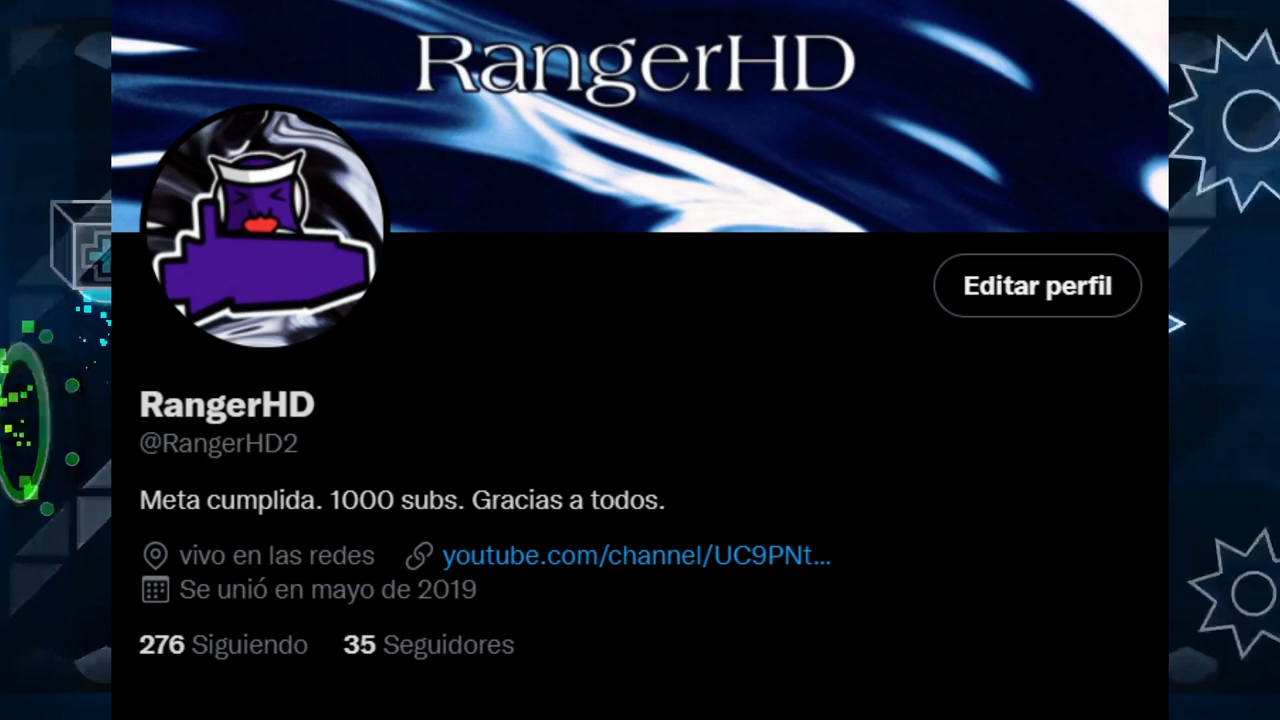 RangerHD
Editar perfil
RangerHD
@RangerHD2
Meta cumplida. 1000 subs. Gracias a todos.
vivo en las redes youtube.com/channel/UC9PNt...
Se unió en mayo de 2019
276 Siguiendo 35 Seguidores